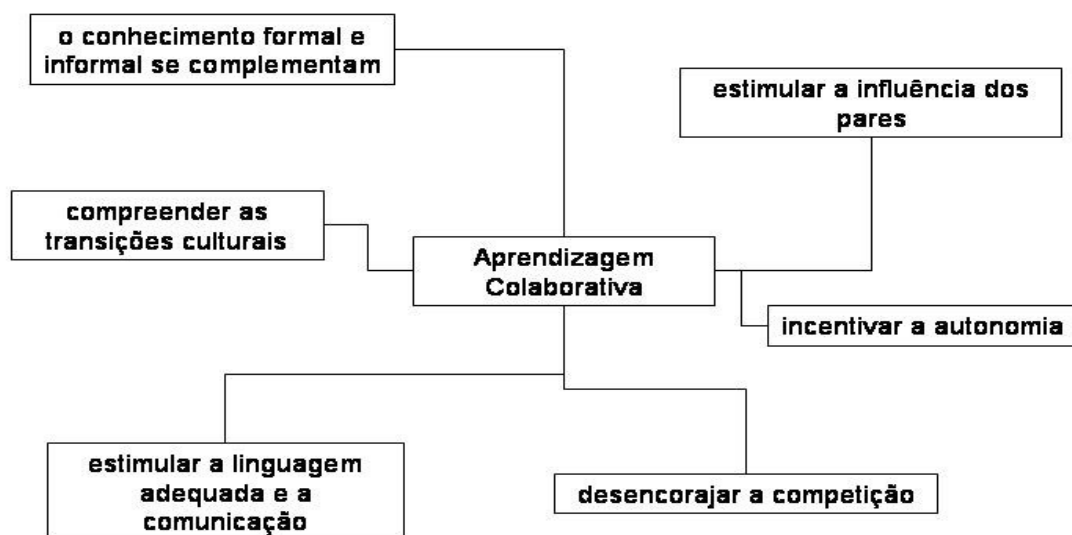 o conhecimento formal e
informal se complementam
estimular a influência dos
pares
compreender as
transições culturais
Aprendizagem
Colaborativa
incentivar a autonomia
estimular a linguagem
adequada e a
comunicação
desencorajar a competição